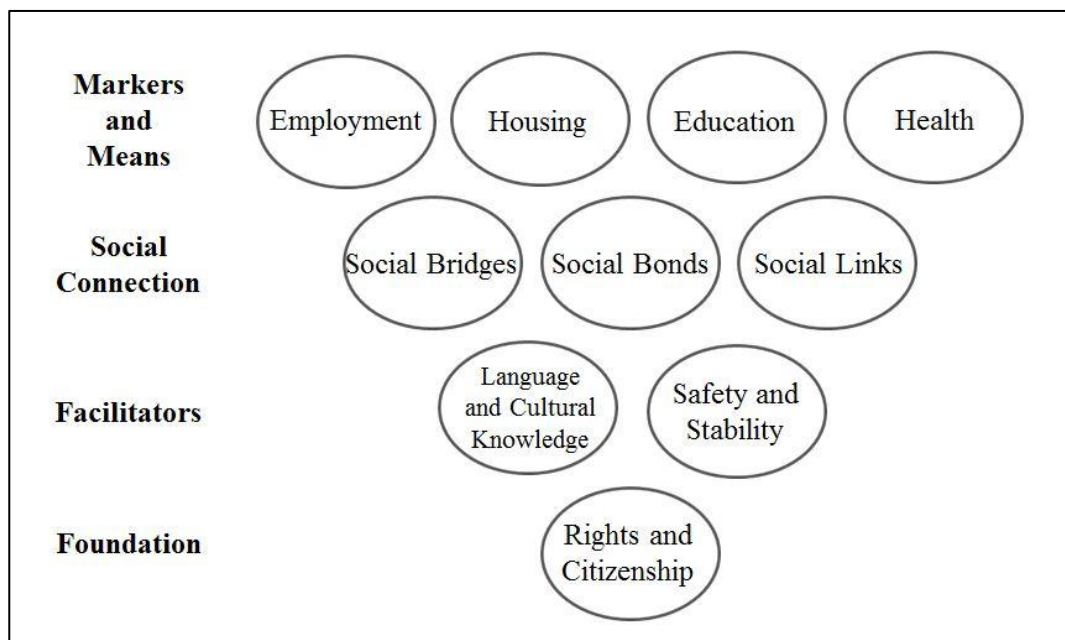 Markers
and
Means
Employment
Housing
Education
Health
Social
Connection
Social Bridges
Social Bonds
Social Links
Facilitators
Language
and Cultural
Knowledge
Safety and
Stability
Foundation
Rights and
Citizenship